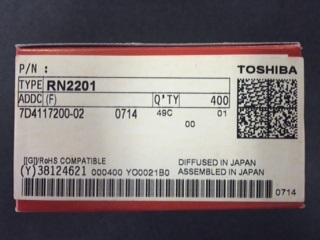 P/N :
TOSHIBA
TYPE RN2201
ADDC (F) Q'TY 400
7D4117200-02 0714 49C 01
00
[[G]]/RoHS COMPATIBLE
DIFFUSED IN JAPAN
(Y)38124621 000400 YO0021B0
ASSEMBLED IN JAPAN
0714